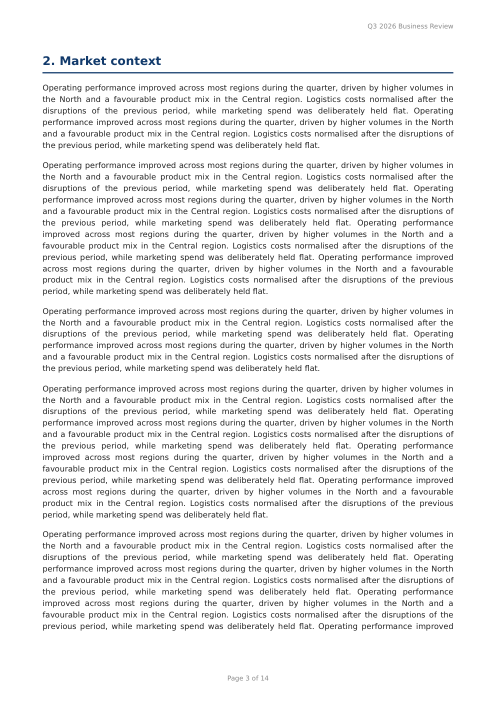 Q3 2026 Business Review
2. Market context
Operating performance improved across most regions during the quarter, driven by higher volumes in
the North and a favourable product mix in the Central region. Logistics costs normalised after the
disruptions of the previous period, while marketing spend was deliberately held flat. Operating
performance improved across most regions during the quarter, driven by higher volumes in the North
and a favourable product mix in the Central region. Logistics costs normalised after the disruptions of
the previous period, while marketing spend was deliberately held flat.
Operating performance improved across most regions during the quarter, driven by higher volumes in
the North and a favourable product mix in the Central region. Logistics costs normalised after the
disruptions of the previous period, while marketing spend was deliberately held flat. Operating
performance improved across most regions during the quarter, driven by higher volumes in the North
and a favourable product mix in the Central region. Logistics costs normalised after the disruptions of
the previous period, while marketing spend was deliberately held flat. Operating performance
improved across most regions during the quarter, driven by higher volumes in the North and a
favourable product mix in the Central region. Logistics costs normalised after the disruptions of the
previous period, while marketing spend was deliberately held flat. Operating performance improved
across most regions during the quarter, driven by higher volumes in the North and a favourable
product mix in the Central region. Logistics costs normalised after the disruptions of the previous
period, while marketing spend was deliberately held flat.
Operating performance improved across most regions during the quarter, driven by higher volumes in
the North and a favourable product mix in the Central region. Logistics costs normalised after the
disruptions of the previous period, while marketing spend was deliberately held flat. Operating
performance improved across most regions during the quarter, driven by higher volumes in the North
and a favourable product mix in the Central region. Logistics costs normalised after the disruptions of
the previous period, while marketing spend was deliberately held flat.
Operating performance improved across most regions during the quarter, driven by higher volumes in
the North and a favourable product mix in the Central region. Logistics costs normalised after the
disruptions of the previous period, while marketing spend was deliberately held flat. Operating
performance improved across most regions during the quarter, driven by higher volumes in the North
and a favourable product mix in the Central region. Logistics costs normalised after the disruptions of
the previous period, while marketing spend was deliberately held flat. Operating performance
improved across most regions during the quarter, driven by higher volumes in the North and a
favourable product mix in the Central region. Logistics costs normalised after the disruptions of the
previous period, while marketing spend was deliberately held flat. Operating performance improved
across most regions during the quarter, driven by higher volumes in the North and a favourable
product mix in the Central region. Logistics costs normalised after the disruptions of the previous
period, while marketing spend was deliberately held flat.
Operating performance improved across most regions during the quarter, driven by higher volumes in
the North and a favourable product mix in the Central region. Logistics costs normalised after the
disruptions of the previous period, while marketing spend was deliberately held flat. Operating
performance improved across most regions during the quarter, driven by higher volumes in the North
and a favourable product mix in the Central region. Logistics costs normalised after the disruptions of
the previous period, while marketing spend was deliberately held flat. Operating performance
improved across most regions during the quarter, driven by higher volumes in the North and a
favourable product mix in the Central region. Logistics costs normalised after the disruptions of the
previous period, while marketing spend was deliberately held flat. Operating performance improved
Page 3 of 14